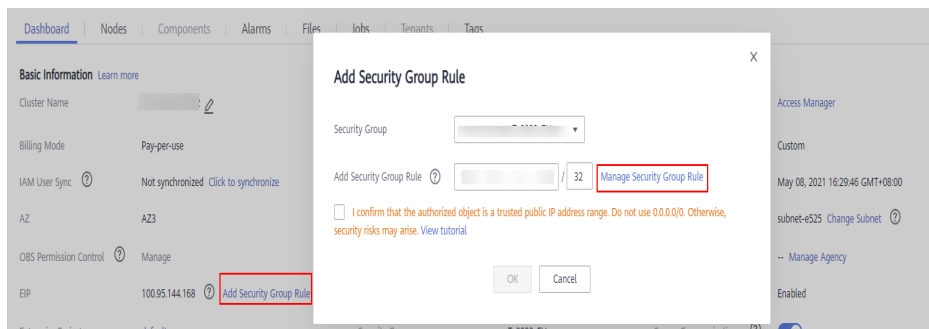 Dashboard Nodes Components Alarms Files Jobs Tenants Tags
Basic Information Learn more
Cluster Name
Billing Mode Pay-per-use
IAM User Sync ? Not synchronized Click to synchronize
AZ AZ3
OBS Permission Control ? Manage
EIP 100.95.144.168 ? Add Security Group Rule
X
Add Security Group Rule
Security Group
Add Security Group Rule ? / 32 Manage Security Group Rule
I confirm that the authorized object is a trusted public IP address range. Do not use 0.0.0.0/0. Otherwise,
security risks may arise. View tutorial
OK Cancel
Access Manager
Custom
May 08, 2021 16:29:46 GMT+08:00
subnet-e525 Change Subnet ?
-- Manage Agency
Enabled